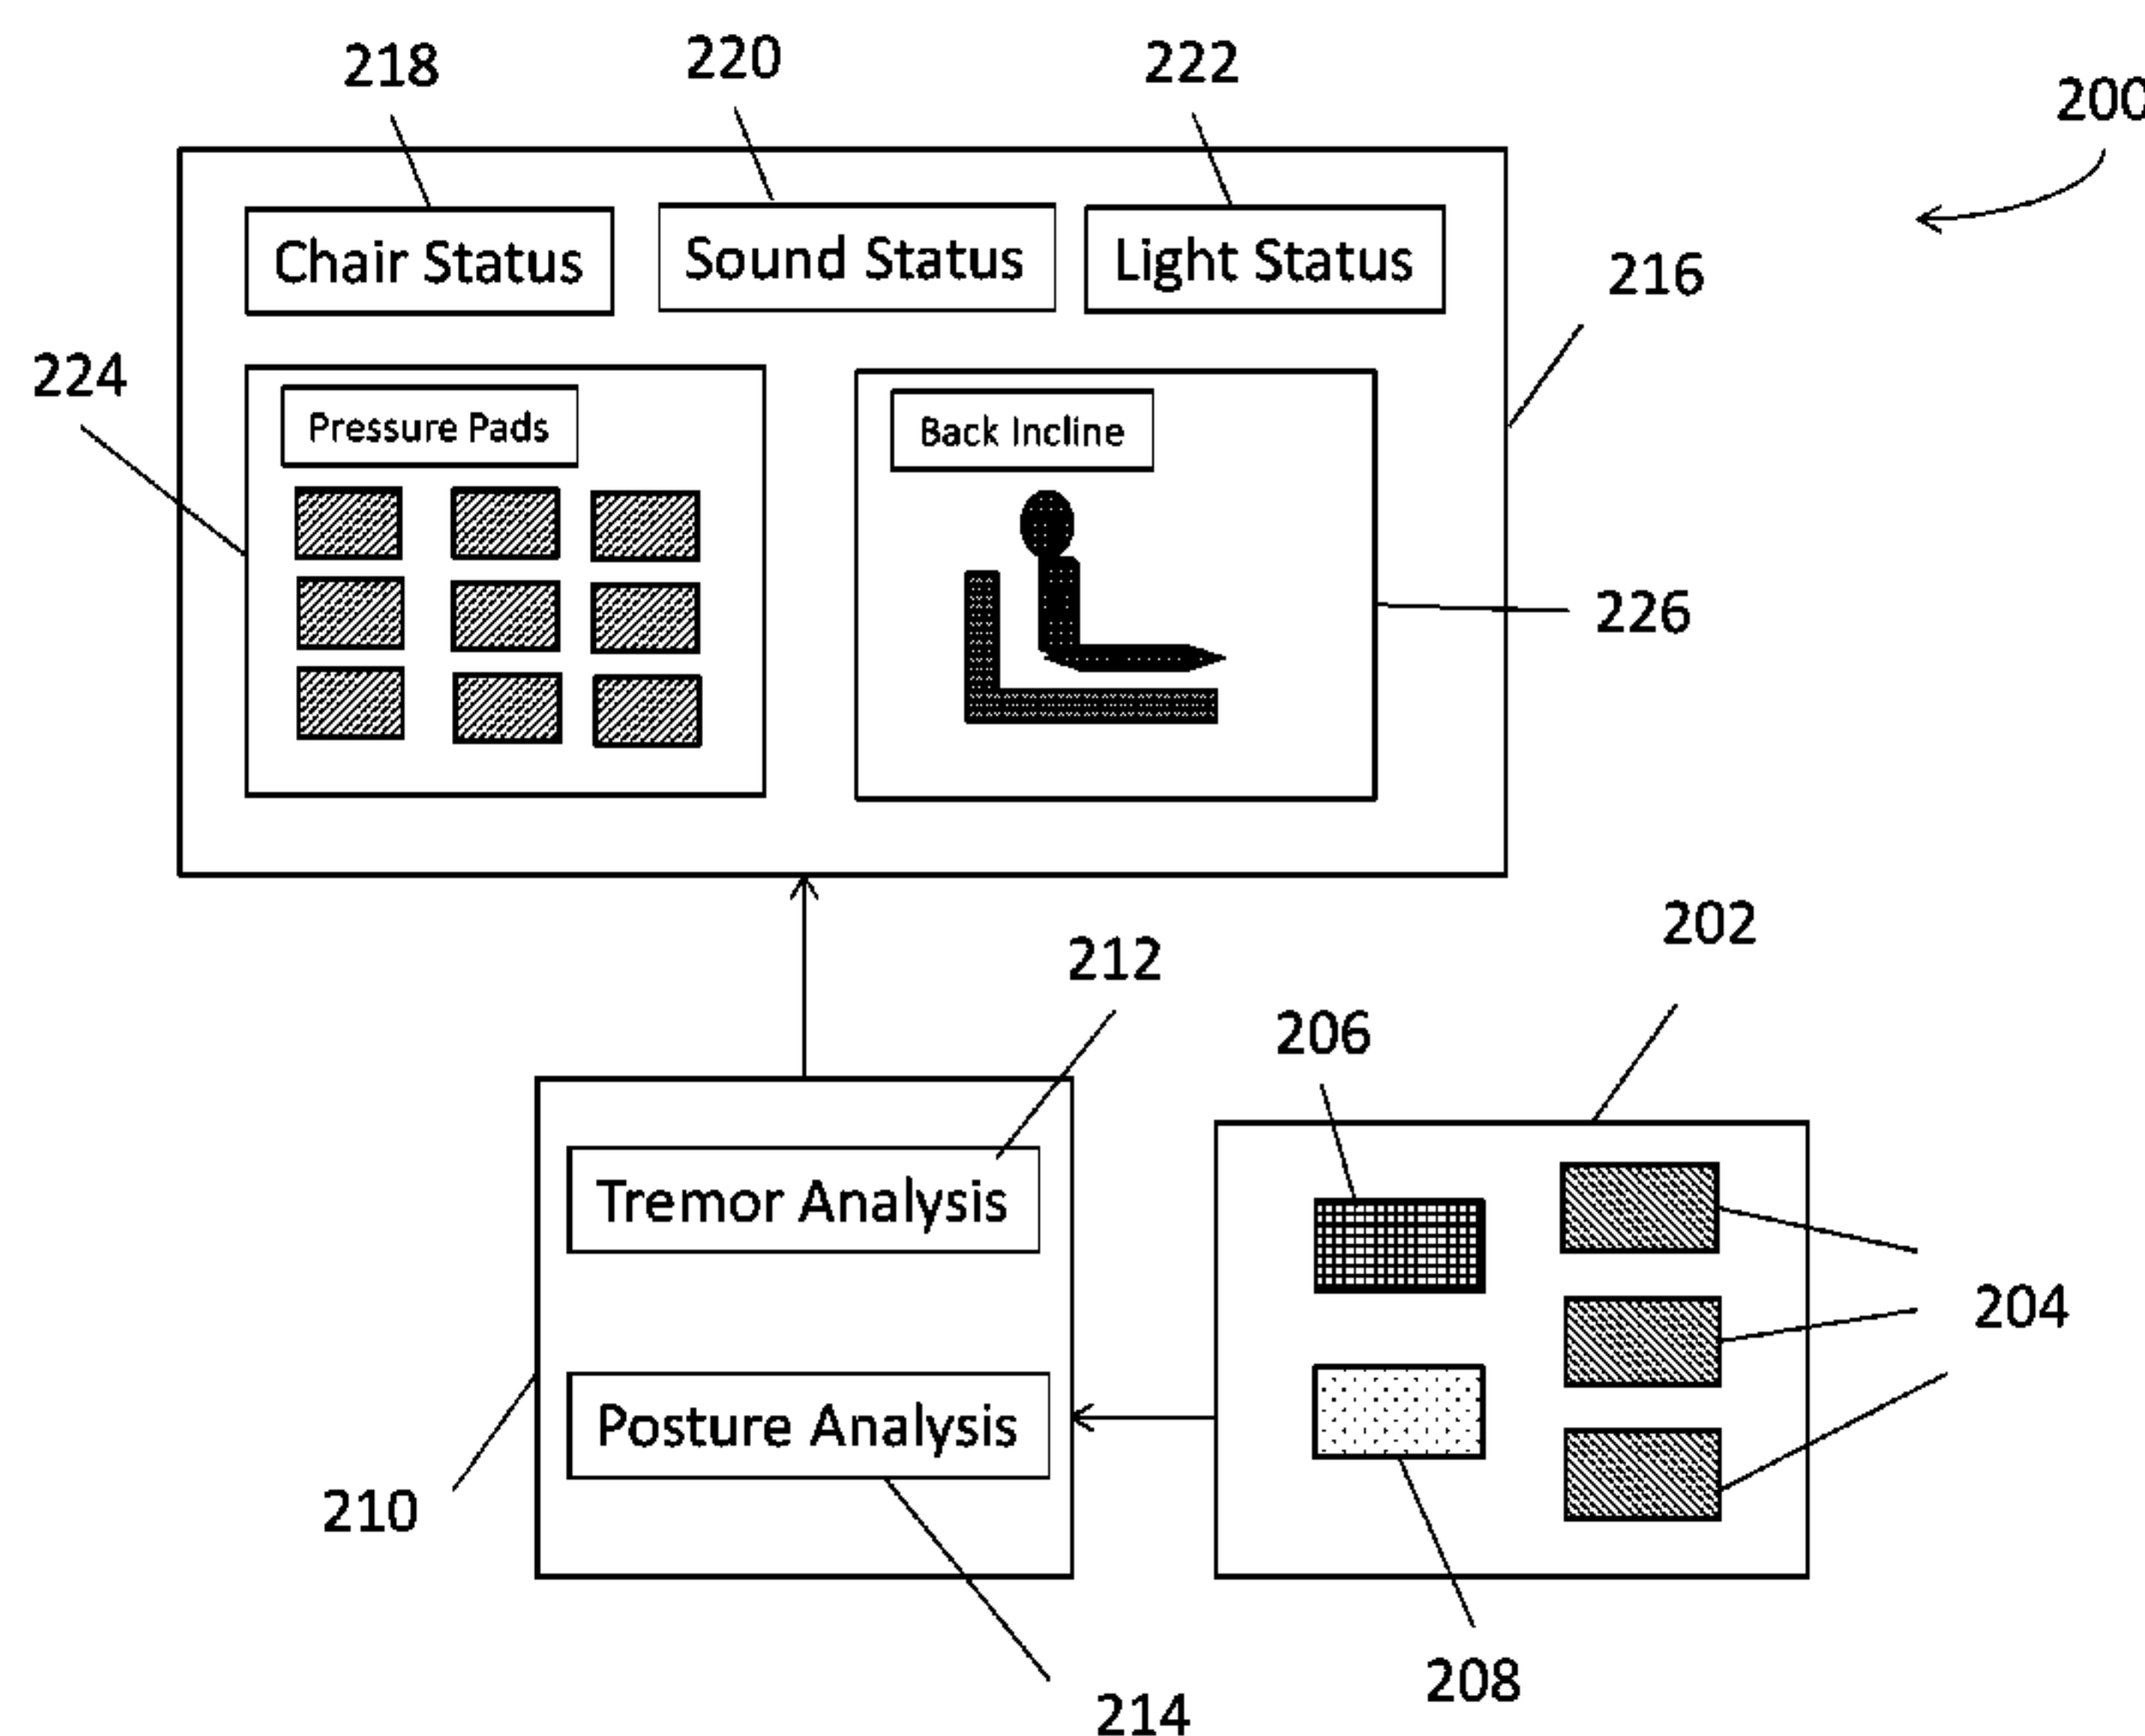 218
220
222
200
Chair Status
Sound Status
Light Status
216
224
Pressure Pads
Back Incline
226
202
212
206
Tremor Analysis
204
Posture Analysis
210
208
214